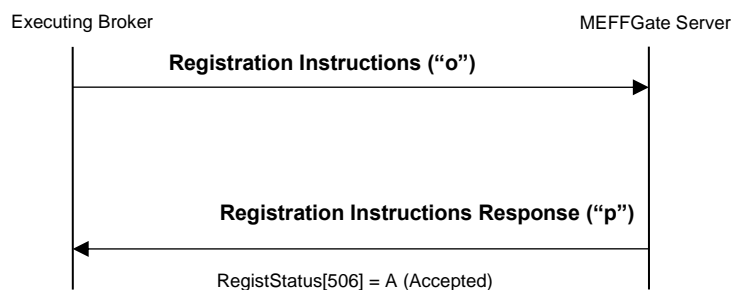 Executing Broker
MEFFGate Server
Registration Instructions (“o”)
Registration Instructions Response (“p”)
RegistStatus[506] = A (Accepted)